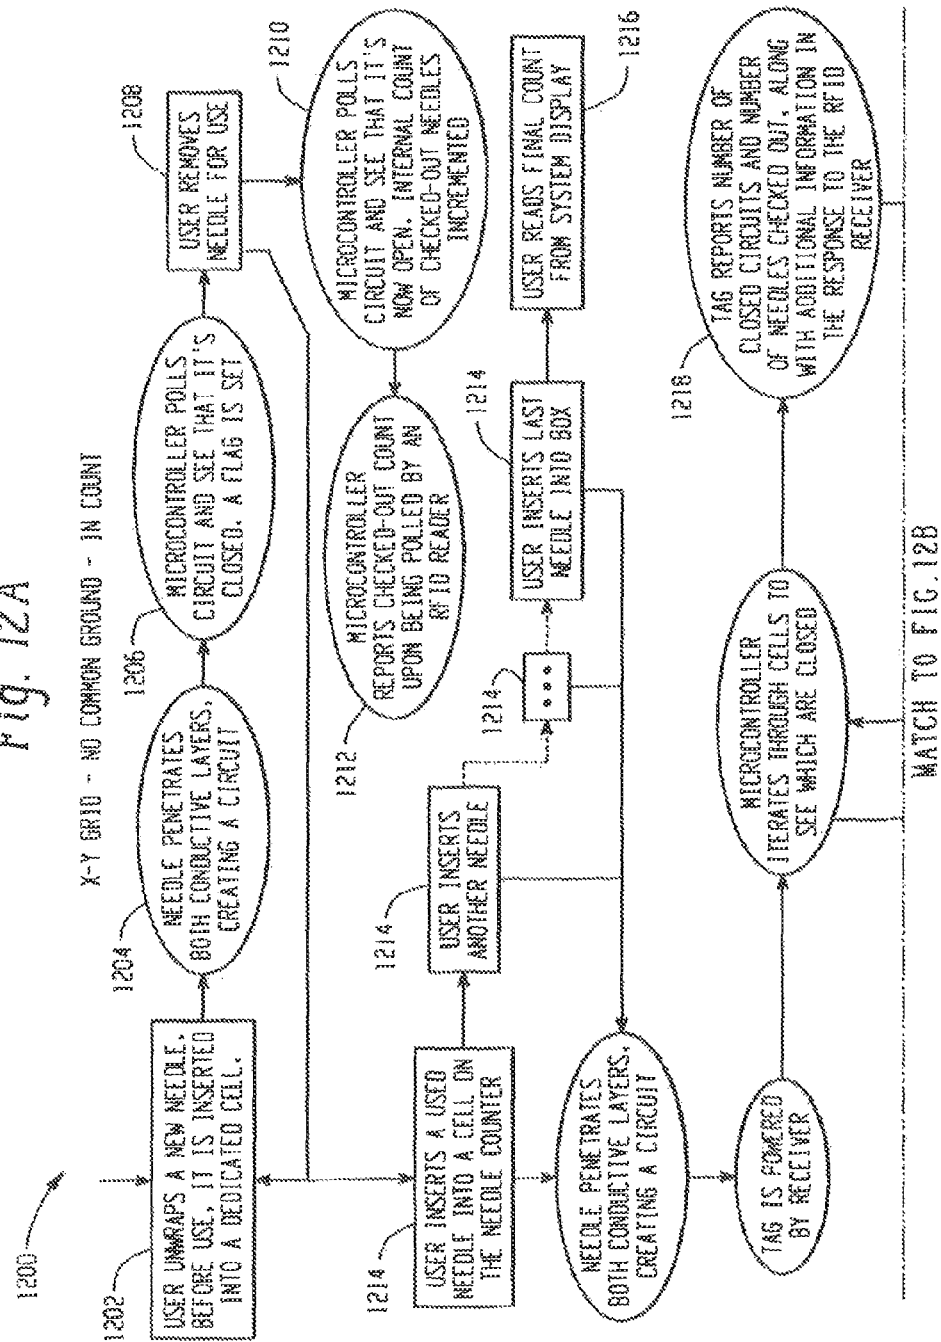 Fig. 12A
X-Y GRID - NO COMMON GROUND - IN COUNT
1200
1202
USER UNWRAPS A NEW NEEDLE,
BEFORE USE, IT IS INSERTED
INTO A DEDICATED CELL.
1204
NEEDLE PENETRATES
BOTH CONDUCTIVE LAYERS,
CREATING A CIRCUIT
1206
MICROCONTROLLER POLLS
CIRCUIT AND SEE THAT IT'S
CLOSED. A FLAG IS SET
1208
USER REMOVES
NEEDLE FOR USE
1210
MICROCONTROLLER POLLS
CIRCUIT AND SEE THAT IT'S
NOW OPEN. INTERNAL COUNT
OF CHECKED-OUT NEEDLES
INCREMENTED
1212
MICROCONTROLLER
REPORTS CHECKED-OUT COUNT
UPON BEING POLLED BY AN
RFID READER
1214
USER INSERTS A USED
NEEDLE INTO A CELL ON
THE NEEDLE COUNTER
1214
USER INSERTS
ANOTHER NEEDLE
1214
...
1214
USER INSERTS LAST
NEEDLE INTO BOX
1216
USER READS FINAL COUNT
FROM SYSTEM DISPLAY
NEEDLE PENETRATES
BOTH CONDUCTIVE LAYERS,
CREATING A CIRCUIT
TAG IS POWERED
BY RECEIVER
MICROCONTROLLER
ITERATES THROUGH CELLS TO
SEE WHICH ARE CLOSED
1218
TAG REPORTS NUMBER OF
CLOSED CIRCUITS AND NUMBER
OF NEEDLES CHECKED OUT, ALONG
WITH ADDITIONAL INFORMATION IN
THE RESPONSE TO THE RFID
RECEIVER
MATCH TO FIG.12B